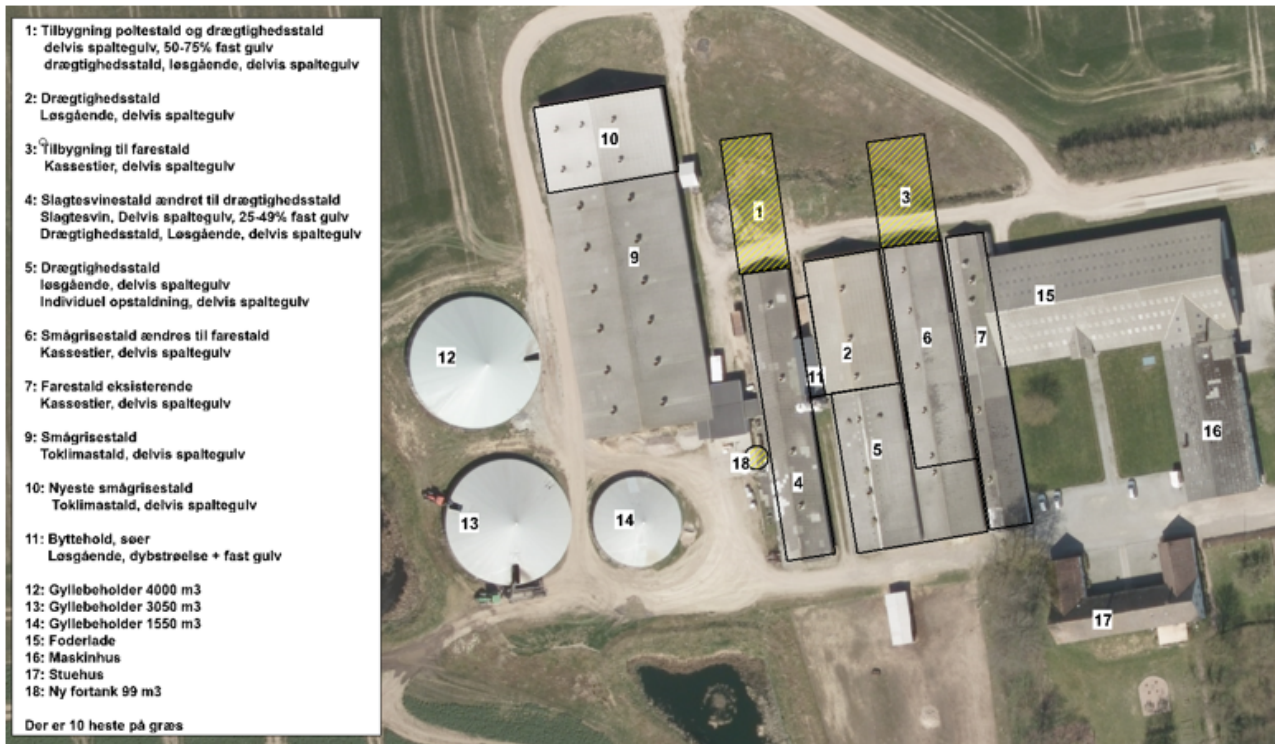 1: Tilbygning poltestald og drægtighedsstald
delvis spaltegulv, 50-75% fast gulv
drægtighedsstald, løsgående, delvis spaltegulv
2: Drægtighedsstald
Løsgående, delvis spaltegulv
3: Tilbygning til farestald
Kassestier, delvis spaltegulv
4: Slagtesvinestald ændret til drægtighedsstald
Slagtesvin, Delvis spaltegulv, 25-49% fast gulv
Drægtighedsstald, Løsgående, delvis spaltegulv
5: Drægtighedsstald
løsgående, delvis spaltegulv
Individuel opstaldning, delvis spaltegulv
6: Smågrisestald ændres til farestald
Kassestier, delvis spaltegulv
7: Farestald eksisterende
Kassestier, delvis spaltegulv
9: Smågrisestald
Toklimastald, delvis spaltegulv
10: Nyeste smågrisestald
Toklimastald, delvis spaltegulv
11: Byttehold, søer
Løsgående, dybstrøelse + fast gulv
12: Gyllebeholder 4000 m3
13: Gyllebeholder 3050 m3
14: Gyllebeholder 1550 m3
15: Foderlade
16: Maskinhus
17: Stuehus
18: Ny fortank 99 m3
Der er 10 heste på græs
10
1
3
9
15
12
2
6
7
11
16
5
18
4
13
14
17